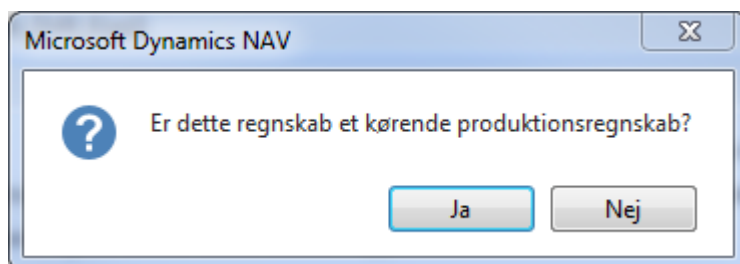 Microsoft Dynamics NAV
Er dette regnskab et kørende produktionsregnskab?
Ja
Nej